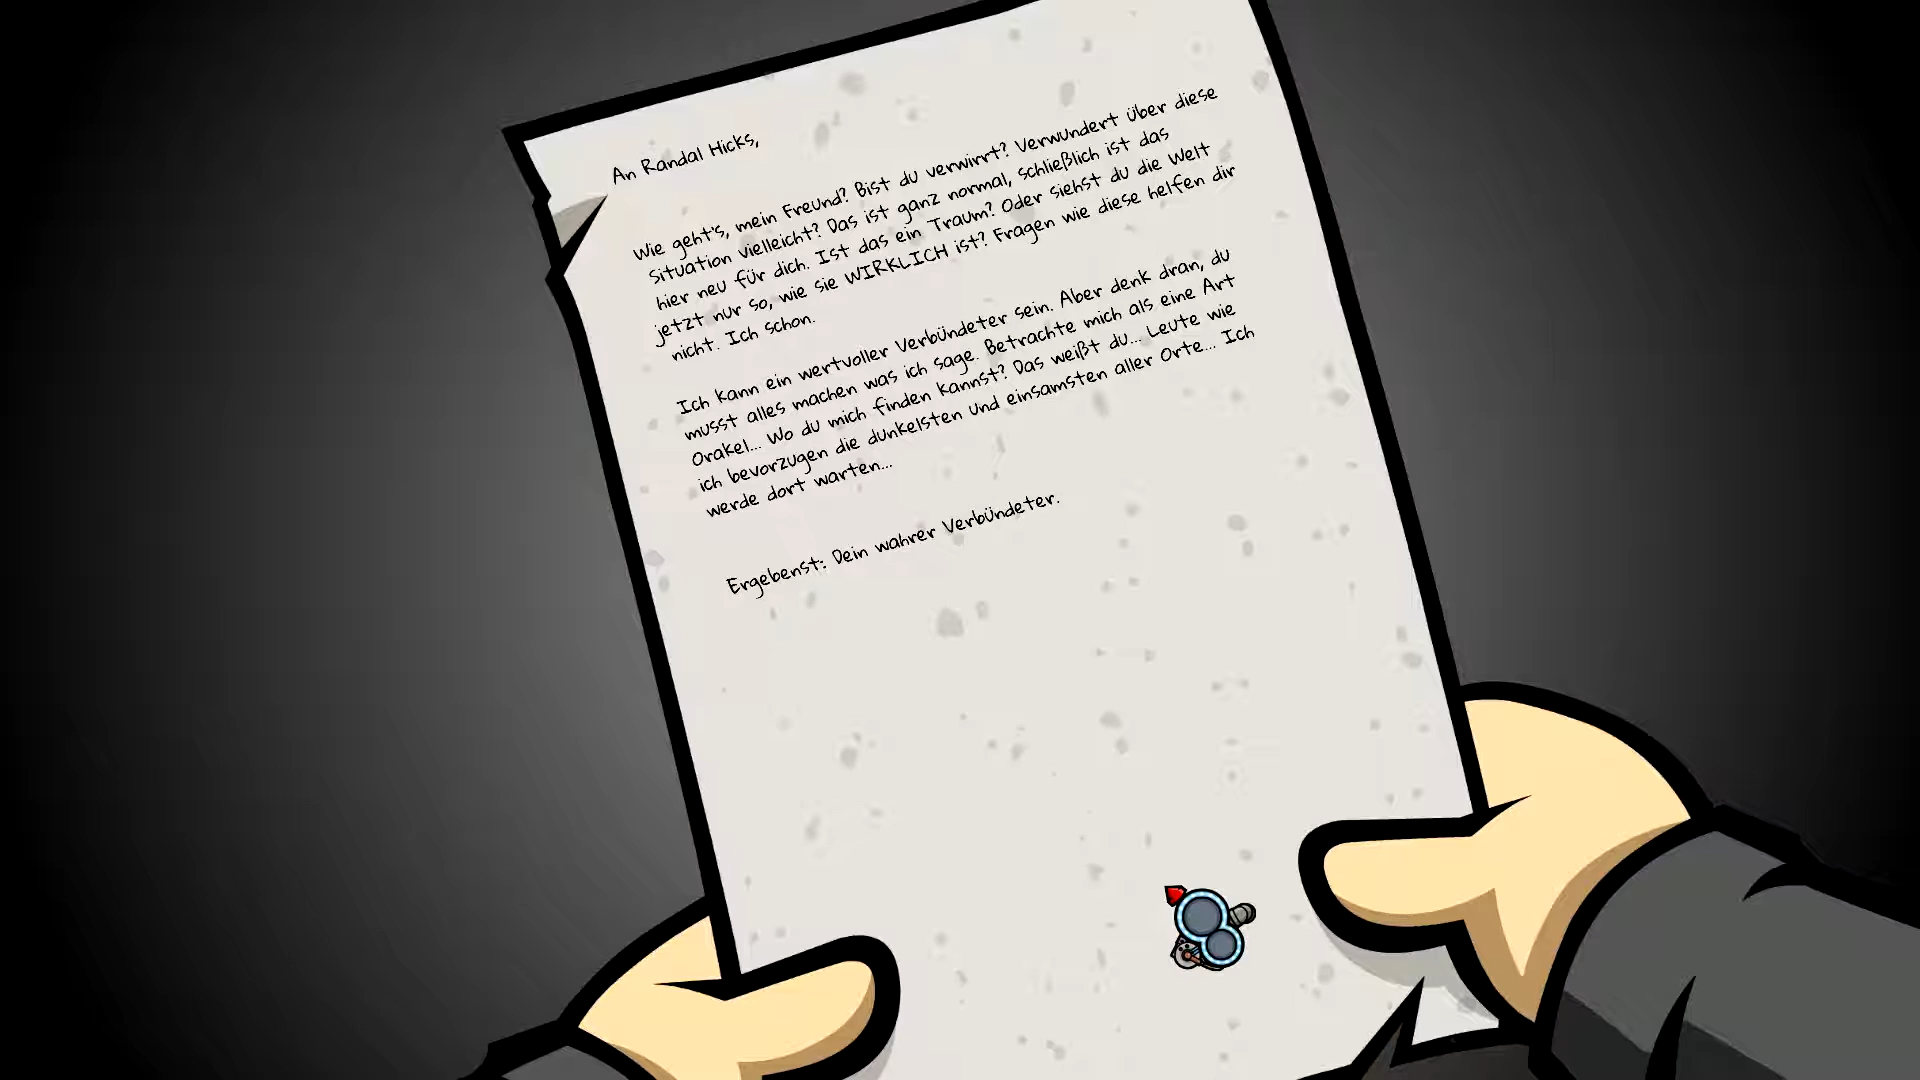 An Randal Hicks,
Wie geht's, mein Freund? Bist du verwirrt? Verwundert über diese
Situation vielleicht? Das ist ganz normal, schließlich ist das
hier neu für dich. Ist das ein Traum? Oder siehst du die Welt
jetzt nur so, wie sie WIRKLICH ist? Fragen wie diese helfen dir
nicht. Ich schon.
Ich kann ein wertvoller Verbündeter sein. Aber denk dran, du
musst alles machen was ich sage. Betrachte mich als eine Art
Orakel... Wo du mich finden kannst? Das weißt du... Leute wie
ich bevorzugen die dunkelsten und einsamsten aller Orte... Ich
werde dort warten...
Ergebenst: Dein wahrer Verbündeter.